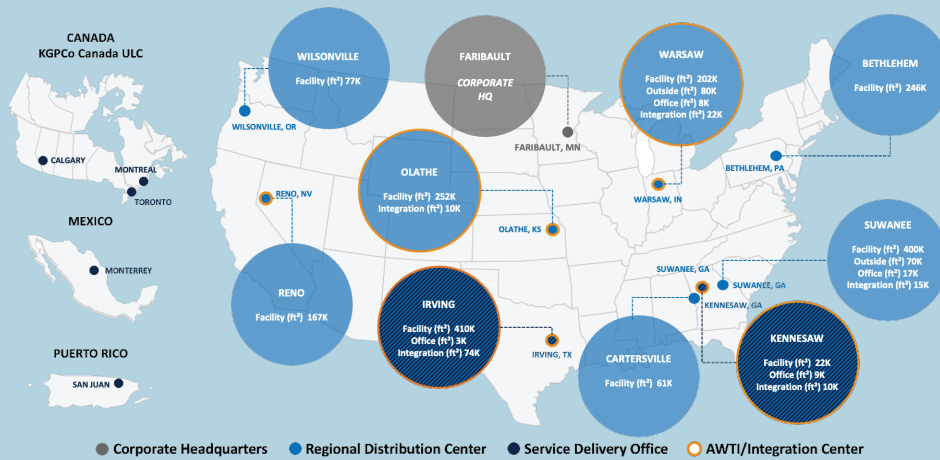 CANADA
KGPCo Canada ULC
CALGARY
MONTREAL
TORONTO
MEXICO
MONTERREY
PUERTO RICO
SAN JUAN
WILSONVILLE
Facility (ft²) 77K
WILSONVILLE, OR
FARIBAULT
CORPORATE
HQ
FARIBAULT, MN
WARSAW
Facility (ft²) 202K
Outside (ft²) 80K
Office (ft²) 8K
Integration (ft²) 22K
WARSAW, IN
BETHLEHEM
Facility (ft²) 246K
BETHLEHEM, PA
OLATHE
Facility (ft²) 252K
Integration (ft²) 10K
OLATHE, KS
RENO, NV
RENO
Facility (ft²) 167K
IRVING
Facility (ft²) 410K
Office (ft²) 3K
Integration (ft²) 74K
IRVING, TX
SUWANEE
Facility (ft²) 400K
Outside (ft²) 70K
Office (ft²) 17K
Integration (ft²) 15K
SUWANEE, GA
SUWANEE, GA
KENNESAW, GA
CARTERSVILLE
Facility (ft²) 61K
KENNESAW
Facility (ft²) 22K
Office (ft²) 9K
Integration (ft²) 10K
Corporate Headquarters
Regional Distribution Center
Service Delivery Office
AWTI/Integration Center